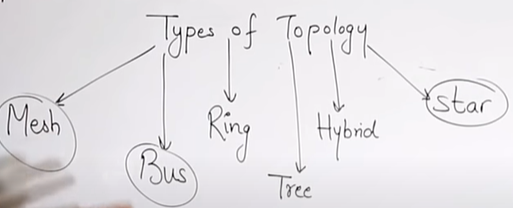 Types of Topology
Mesh
Bus
Ring
Tree
Hybrid
Star